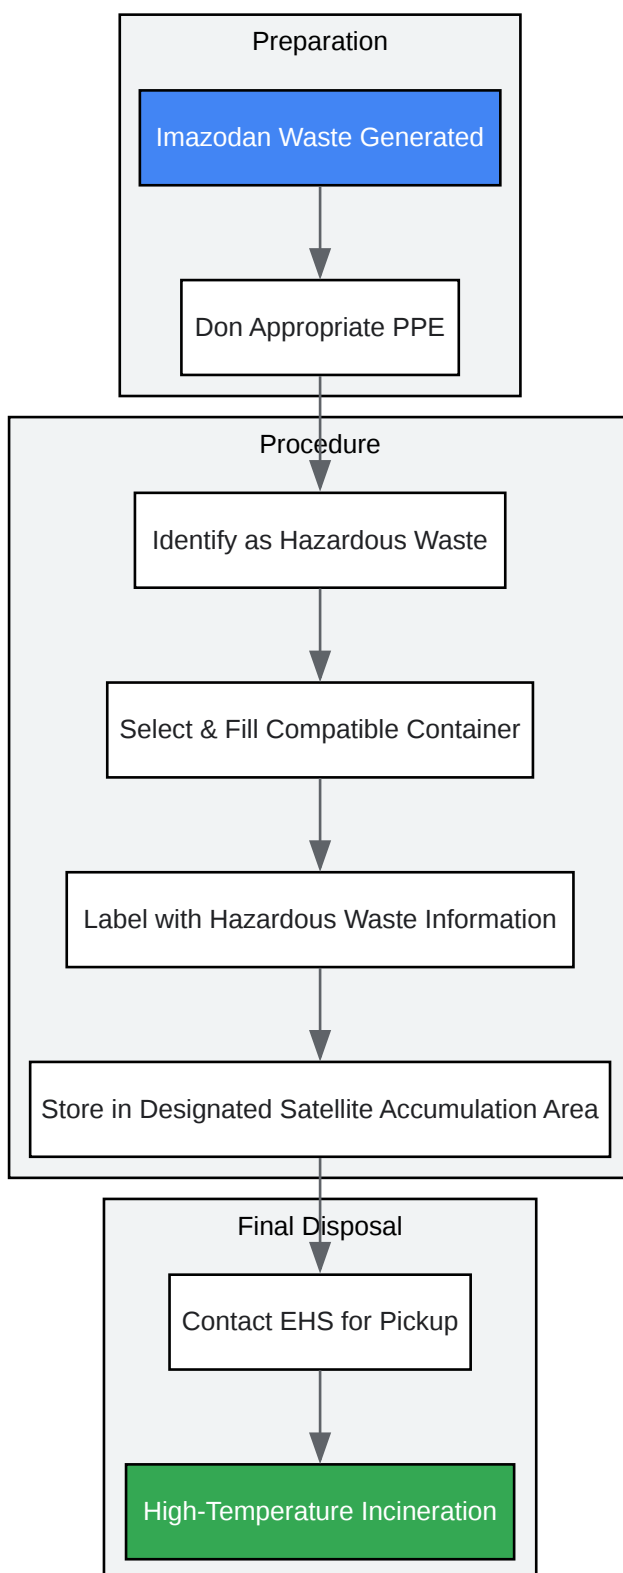 Preparation
Imazodan Waste Generated
Don Appropriate PPE
Procedure
Identify as Hazardous Waste
Select & Fill Compatible Container
Label with Hazardous Waste Information
Store in Designated Satellite Accumulation Area
Final Disposal
Contact EHS for Pickup
High-Temperature Incineration